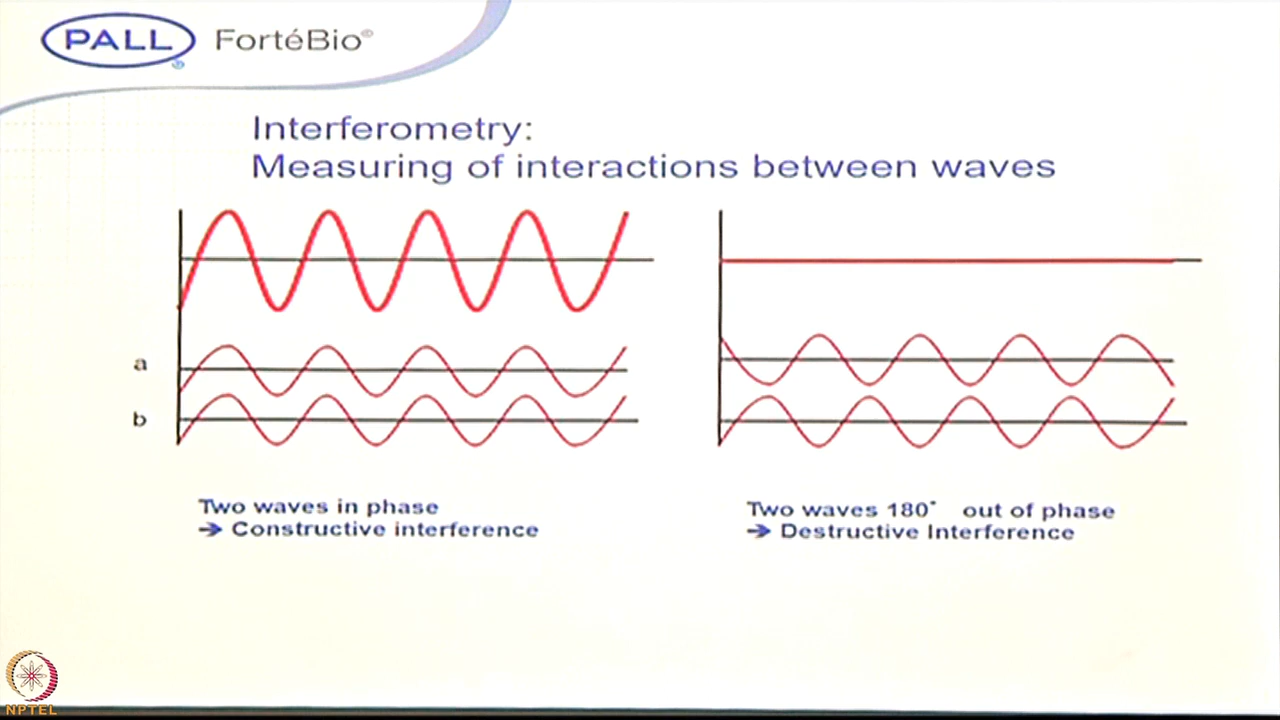 PALL FortéBio®
®
Interferometry:
Measuring of interactions between waves
a
b
Two waves in phase
→ Constructive interference
Two waves 180° out of phase
→ Destructive Interference
NPTEL